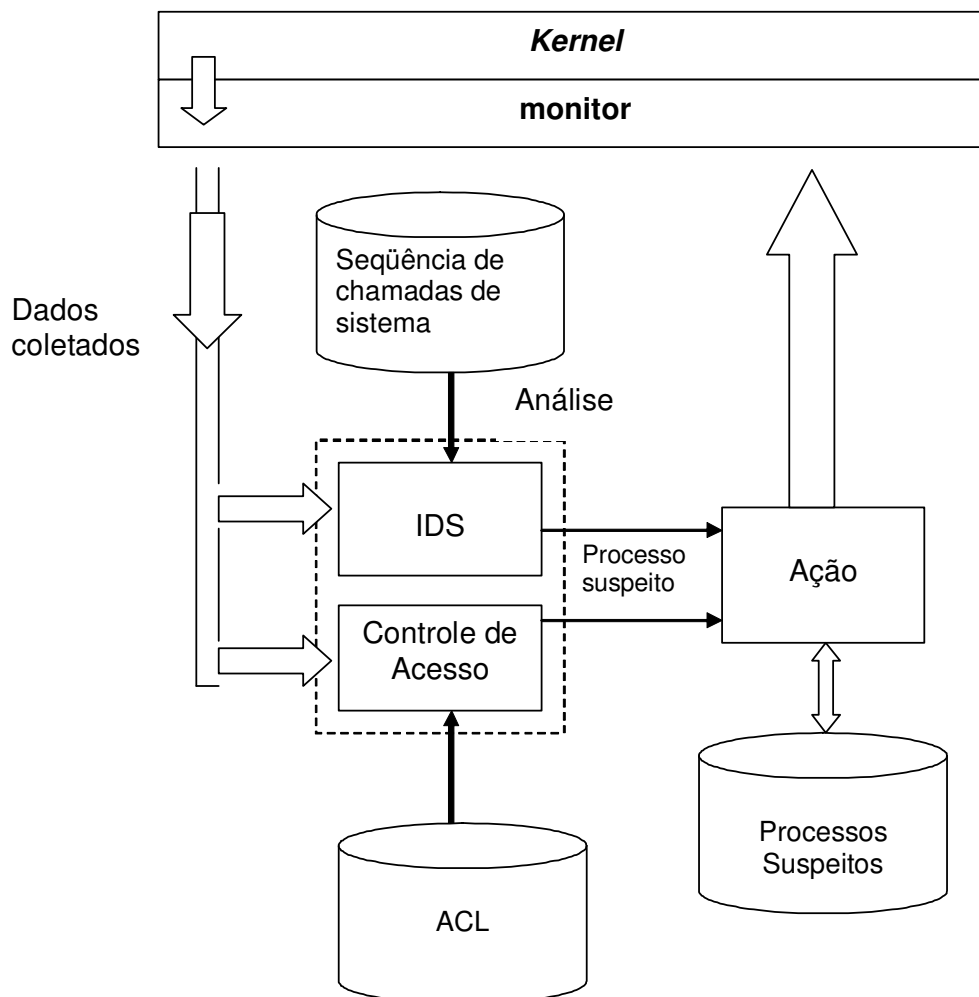 Kernel
monitor
Seqüência de
chamadas de
sistema
Dados
coletados
Análise
IDS
Processo
suspeito
Ação
Controle de
Acesso
Processos
Suspeitos
ACL